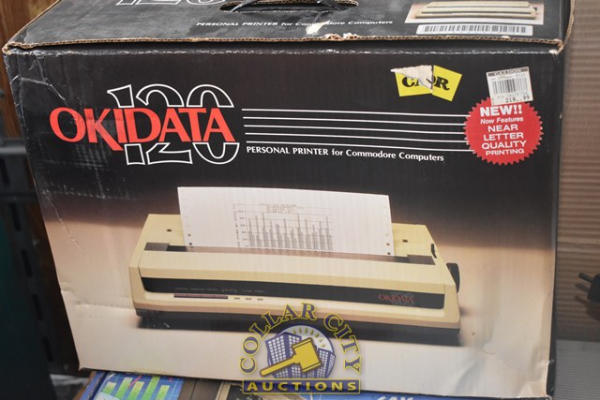 PERSONAL PRINTER for Commodore Computers
OKIDATA
120
PERSONAL PRINTER for Commodore Computers
NEW!!
Now Features
NEAR
LETTER
QUALITY
PRINTING
OKIDATA
COLLAR CITY
AUCTIONS